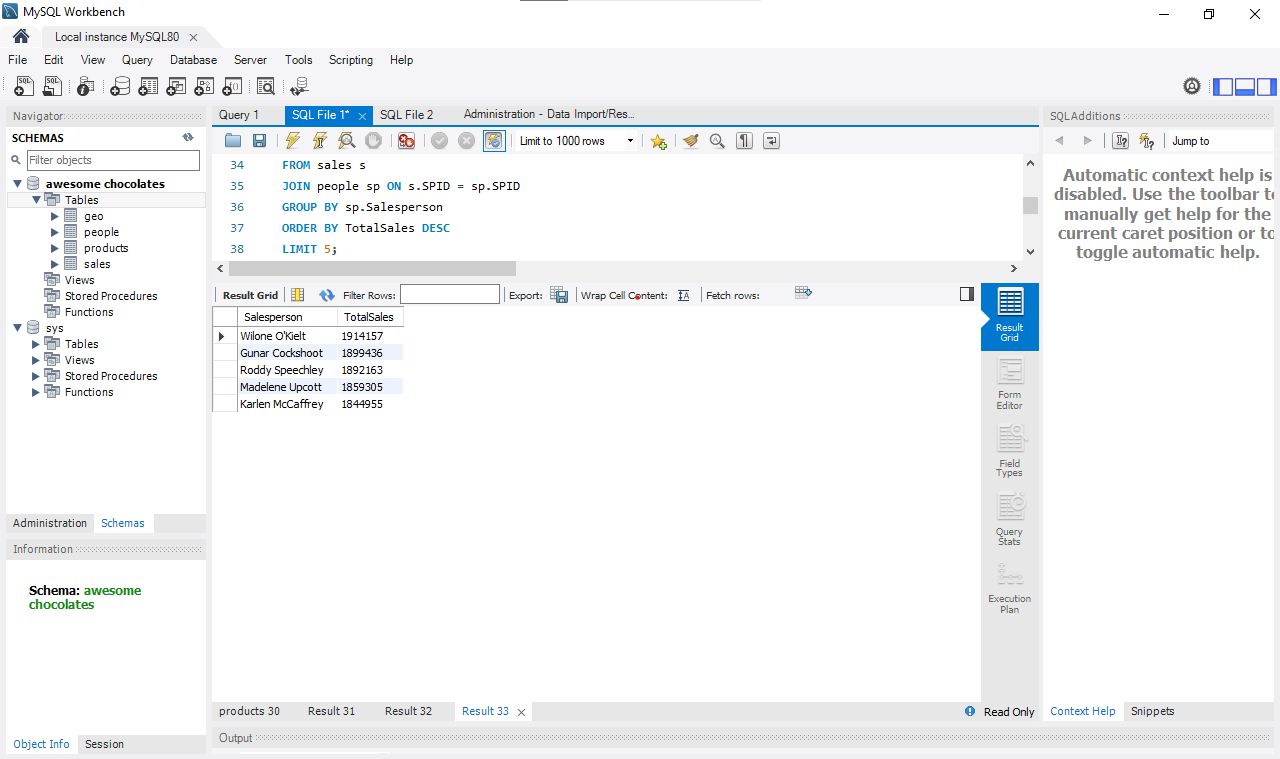 MySQL Workbench
Local instance MySQL80
File Edit View Query Database Server Tools Scripting Help
Navigator
SCHEMAS
Filter objects
awesome chocolates
Tables
geo
people
products
sales
Views
Stored Procedures
Functions
sys
Tables
Views
Stored Procedures
Functions
Administration Schemas
Information
Schema: awesome
chocolates
Object Info Session
Query 1 SQL File 1* SQL File 2 Administration - Data Import/Res...
Limit to 1000 rows
34 FROM sales s
35 JOIN people sp ON s.SPID = sp.SPID
36 GROUP BY sp.Salesperson
37 ORDER BY TotalSales DESC
38 LIMIT 5;
Result Grid Filter Rows: Export: Wrap Cell Content: Fetch rows:
Salesperson TotalSales
Wilone O'Kielt 1914157
Gunar Cockshoot 1899436
Roddy Speechley 1892163
Madelene Upcott 1859305
Karlen McCaffrey 1844955
Result
Grid
Form
Editor
Field
Types
Query
Stats
Execution
Plan
products 30 Result 31 Result 32 Result 33 Read Only
Output
SQLAdditions
Jump to
Automatic context help is
disabled. Use the toolbar to
manually get help for the
current caret position or to
toggle automatic help.
Context Help Snippets